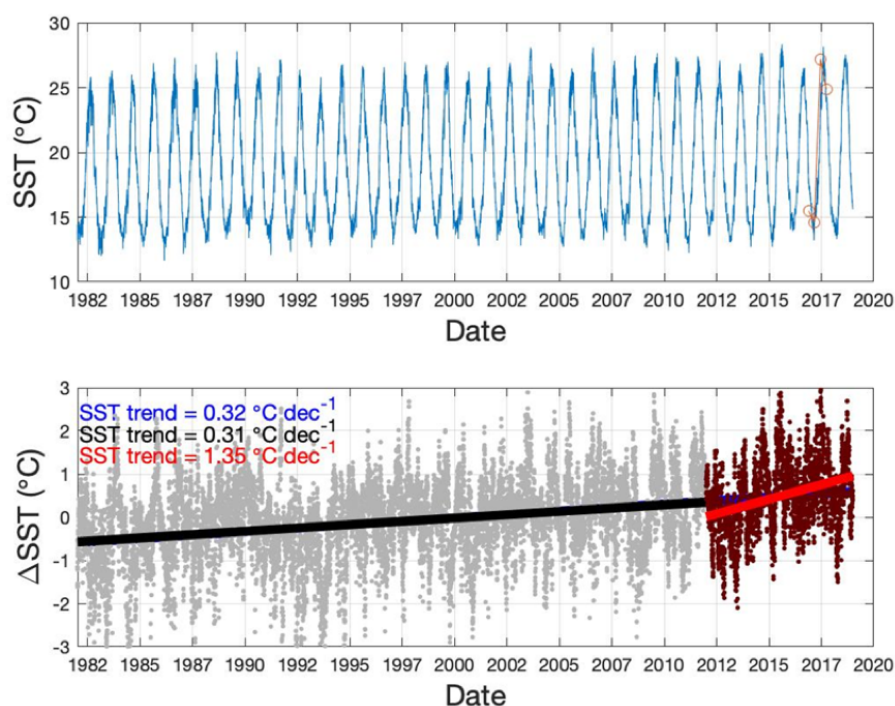 30
25
20
15
10
SST (°C)
1982 1985 1987 1990 1992 1995 1997 2000 2002 2005 2007 2010 2012 2015 2017 2020
Date
3
2
1
0
-1
-2
-3
ΔSST (°C)
SST trend = 0.32 °C dec⁻¹
SST trend = 0.31 °C dec⁻¹
SST trend = 1.35 °C dec⁻¹
1982 1985 1987 1990 1992 1995 1997 2000 2002 2005 2007 2010 2012 2015 2017 2020
Date